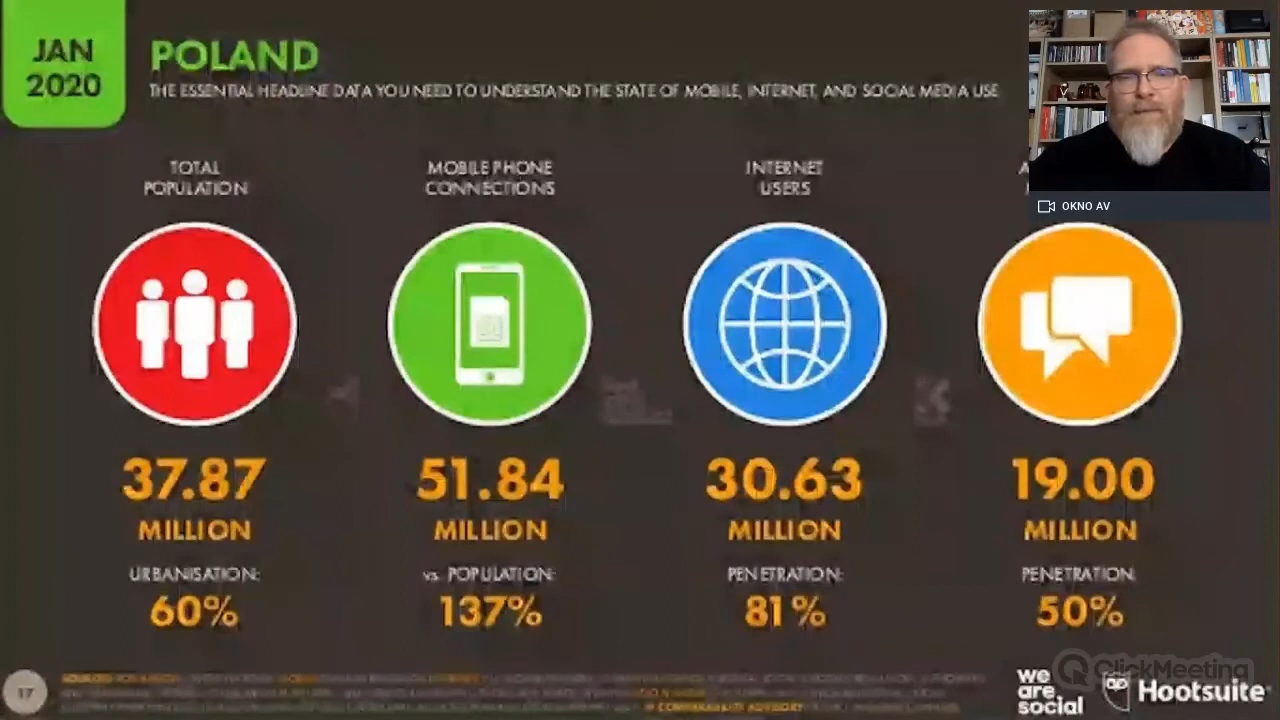 JAN
2020
POLAND
THE ESSENTIAL HEADLINE DATA YOU NEED TO UNDERSTAND THE STATE OF MOBILE, INTERNET, AND SOCIAL MEDIA USE
OKNO AV
TOTAL
POPULATION
MOBILE PHONE
CONNECTIONS
INTERNET
USERS
37.87
MILLION
URBANISATION:
60%
51.84
MILLION
vs. POPULATION:
137%
30.63
MILLION
PENETRATION:
81%
19.00
MILLION
PENETRATION:
50%
17
we
are
social
Hootsuite
ClickMeeting